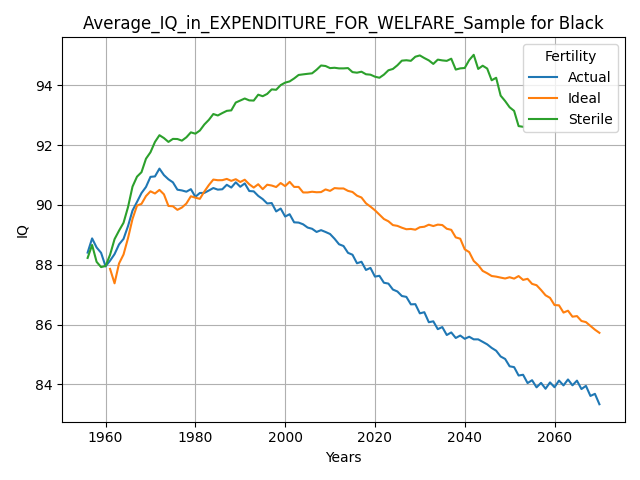 Average_IQ_in_EXPENDITURE_FOR_WELFARE_Sample for Black
Fertility
Actual
Ideal
Sterile
IQ
94
92
90
88
86
84
1960
1980
2000
2020
2040
2060
Years